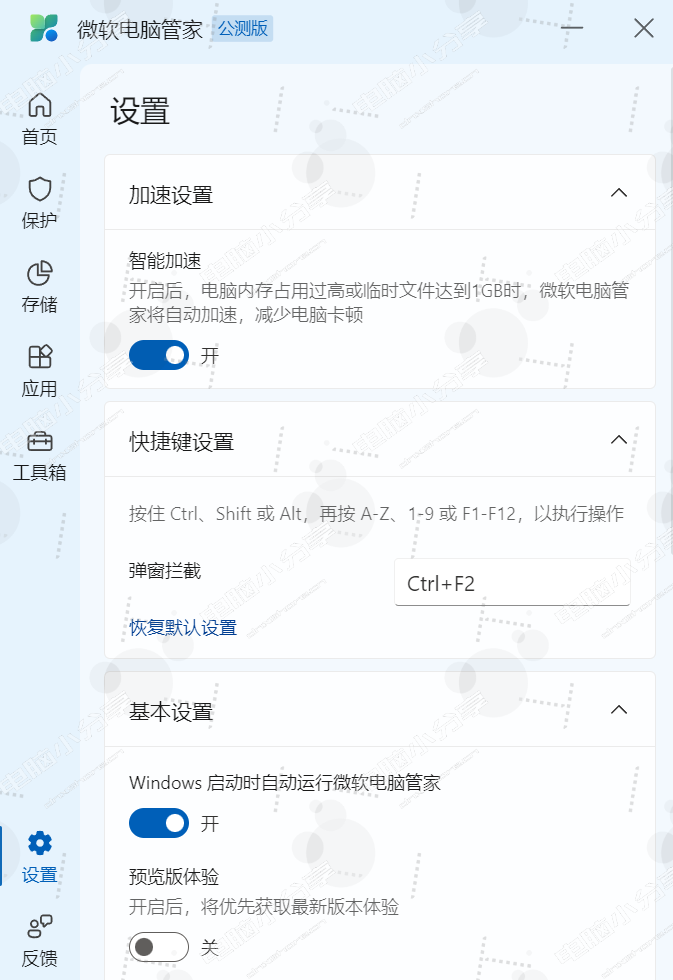 微软电脑管家 公测版
设置
首页
保护
存储
应用
工具箱
加速设置
智能加速
开启后，电脑内存占用过高或临时文件达到1GB时，微软电脑管
家将自动加速，减少电脑卡顿
开
快捷键设置
按住 Ctrl、Shift 或 Alt，再按 A-Z、1-9 或 F1-F12，以执行操作
弹窗拦截
Ctrl+F2
恢复默认设置
基本设置
Windows 启动时自动运行微软电脑管家
开
预览版体验
开启后，将优先获取最新版本体验
关
设置
反馈